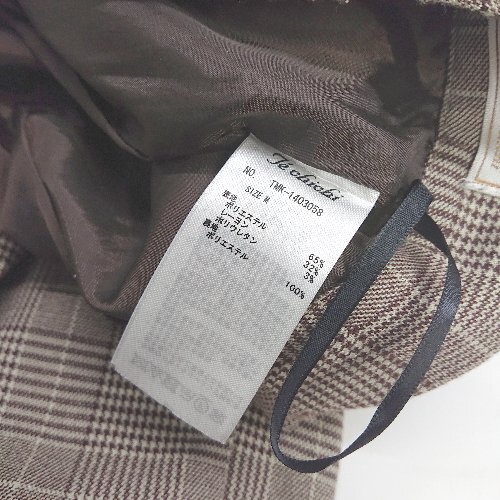 Te chichi
NO. TMK-1403058
SIZE M
表地
ポリエステル 65%
レーヨン 32%
ポリウレタン 3%
裏地
ポリエステル 100%